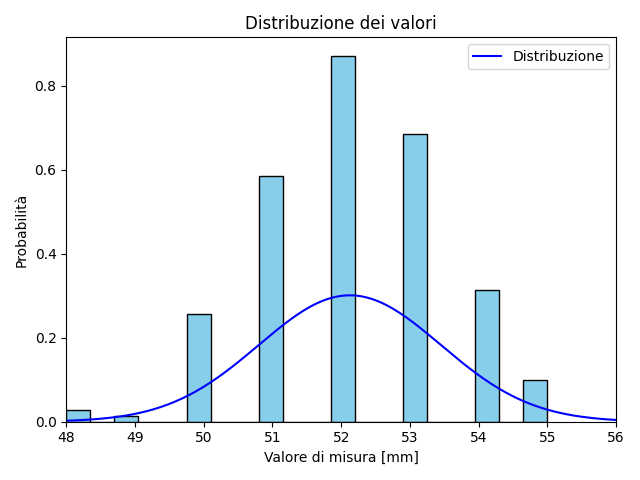 Distribuzione dei valori
Distribuzione
Probabilità
0.8
0.6
0.4
0.2
0.0
48 49 50 51 52 53 54 55 56
Valore di misura [mm]